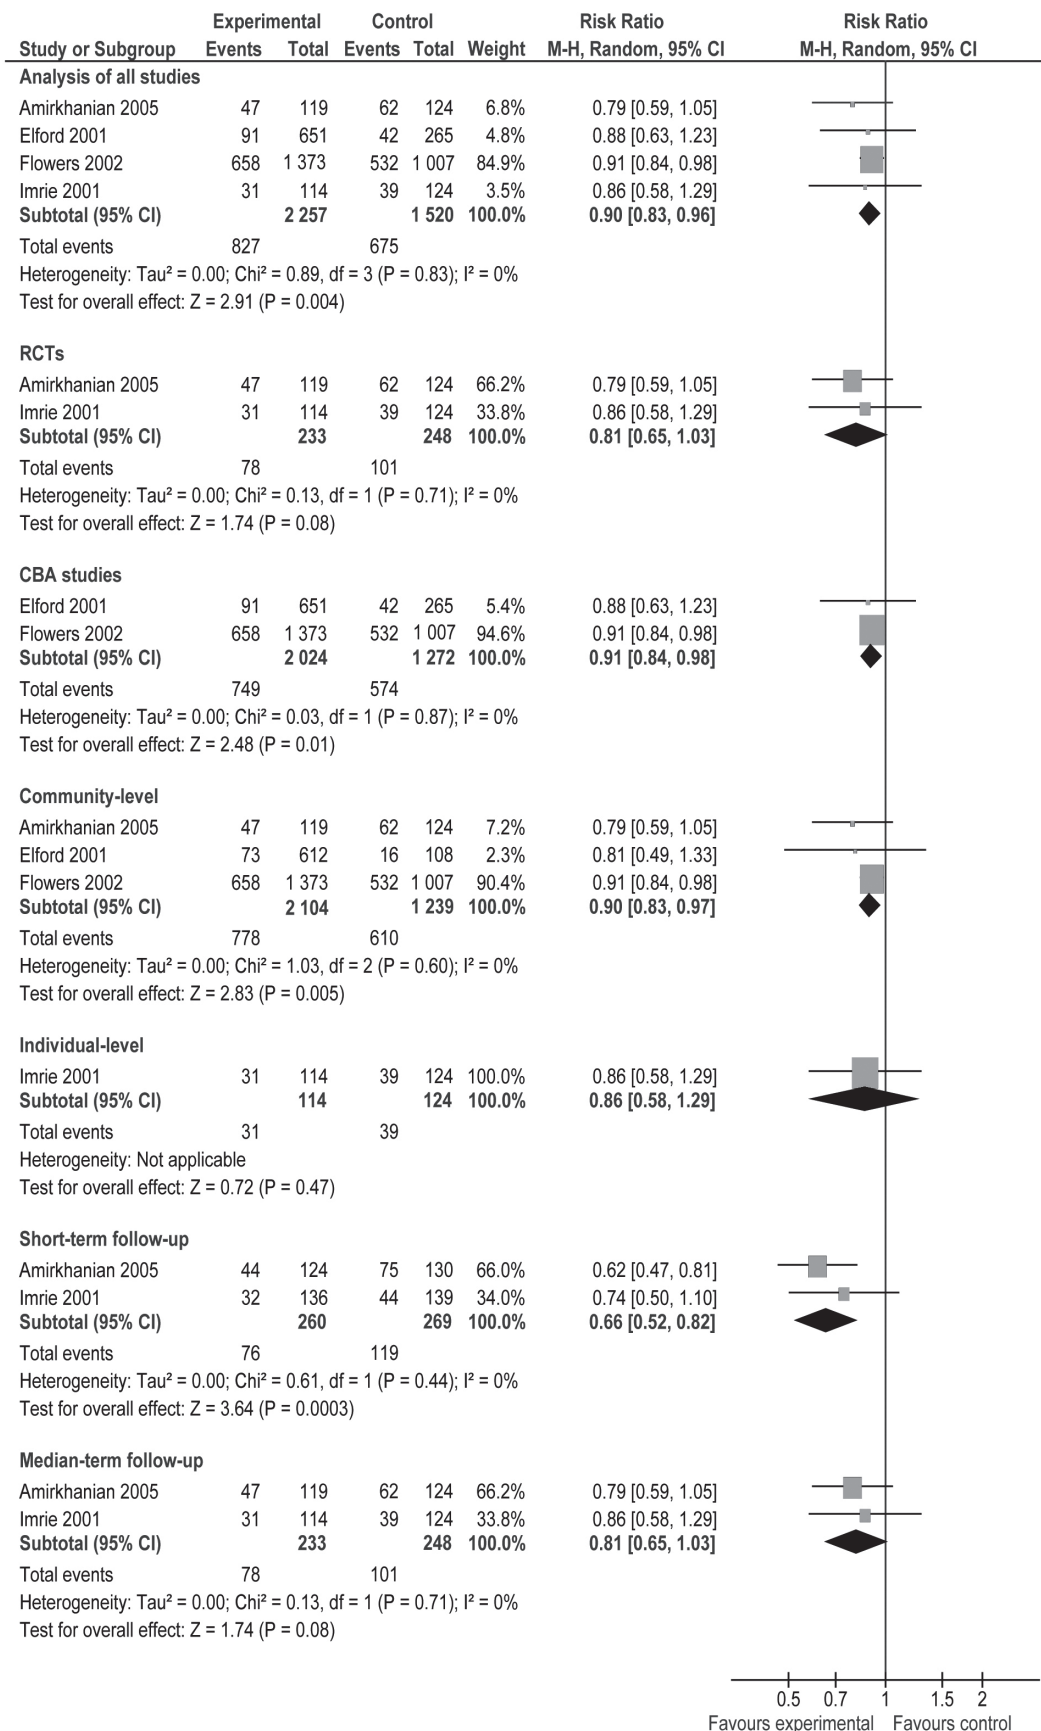 Experimental Control Risk Ratio Risk Ratio
Study or Subgroup Events Total Events Total Weight M-H, Random, 95% CI M-H, Random, 95% CI
Analysis of all studies
Amirkhanian 2005 47 119 62 124 6.8% 0.79 [0.59, 1.05]
Elford 2001 91 651 42 265 4.8% 0.88 [0.63, 1.23]
Flowers 2002 658 1 373 532 1 007 84.9% 0.91 [0.84, 0.98]
Imrie 2001 31 114 39 124 3.5% 0.86 [0.58, 1.29]
Subtotal (95% CI) 2 257 1 520 100.0% 0.90 [0.83, 0.96]
Total events 827 675
Heterogeneity: Tau² = 0.00; Chi² = 0.89, df = 3 (P = 0.83); I² = 0%
Test for overall effect: Z = 2.91 (P = 0.004)
RCTs
Amirkhanian 2005 47 119 62 124 66.2% 0.79 [0.59, 1.05]
Imrie 2001 31 114 39 124 33.8% 0.86 [0.58, 1.29]
Subtotal (95% CI) 233 248 100.0% 0.81 [0.65, 1.03]
Total events 78 101
Heterogeneity: Tau² = 0.00; Chi² = 0.13, df = 1 (P = 0.71); I² = 0%
Test for overall effect: Z = 1.74 (P = 0.08)
CBA studies
Elford 2001 91 651 42 265 5.4% 0.88 [0.63, 1.23]
Flowers 2002 658 1 373 532 1 007 94.6% 0.91 [0.84, 0.98]
Subtotal (95% CI) 2 024 1 272 100.0% 0.91 [0.84, 0.98]
Total events 749 574
Heterogeneity: Tau² = 0.00; Chi² = 0.03, df = 1 (P = 0.87); I² = 0%
Test for overall effect: Z = 2.48 (P = 0.01)
Community-level
Amirkhanian 2005 47 119 62 124 7.2% 0.79 [0.59, 1.05]
Elford 2001 73 612 16 108 2.3% 0.81 [0.49, 1.33]
Flowers 2002 658 1 373 532 1 007 90.4% 0.91 [0.84, 0.98]
Subtotal (95% CI) 2 104 1 239 100.0% 0.90 [0.83, 0.97]
Total events 778 610
Heterogeneity: Tau² = 0.00; Chi² = 1.03, df = 2 (P = 0.60); I² = 0%
Test for overall effect: Z = 2.83 (P = 0.005)
Individual-level
Imrie 2001 31 114 39 124 100.0% 0.86 [0.58, 1.29]
Subtotal (95% CI) 114 124 100.0% 0.86 [0.58, 1.29]
Total events 31 39
Heterogeneity: Not applicable
Test for overall effect: Z = 0.72 (P = 0.47)
Short-term follow-up
Amirkhanian 2005 44 124 75 130 66.0% 0.62 [0.47, 0.81]
Imrie 2001 32 136 44 139 34.0% 0.74 [0.50, 1.10]
Subtotal (95% CI) 260 269 100.0% 0.66 [0.52, 0.82]
Total events 76 119
Heterogeneity: Tau² = 0.00; Chi² = 0.61, df = 1 (P = 0.44); I² = 0%
Test for overall effect: Z = 3.64 (P = 0.0003)
Median-term follow-up
Amirkhanian 2005 47 119 62 124 66.2% 0.79 [0.59, 1.05]
Imrie 2001 31 114 39 124 33.8% 0.86 [0.58, 1.29]
Subtotal (95% CI) 233 248 100.0% 0.81 [0.65, 1.03]
Total events 78 101
Heterogeneity: Tau² = 0.00; Chi² = 0.13, df = 1 (P = 0.71); I² = 0%
Test for overall effect: Z = 1.74 (P = 0.08)
0.5 0.7 1 1.5 2
Favours experimental Favours control